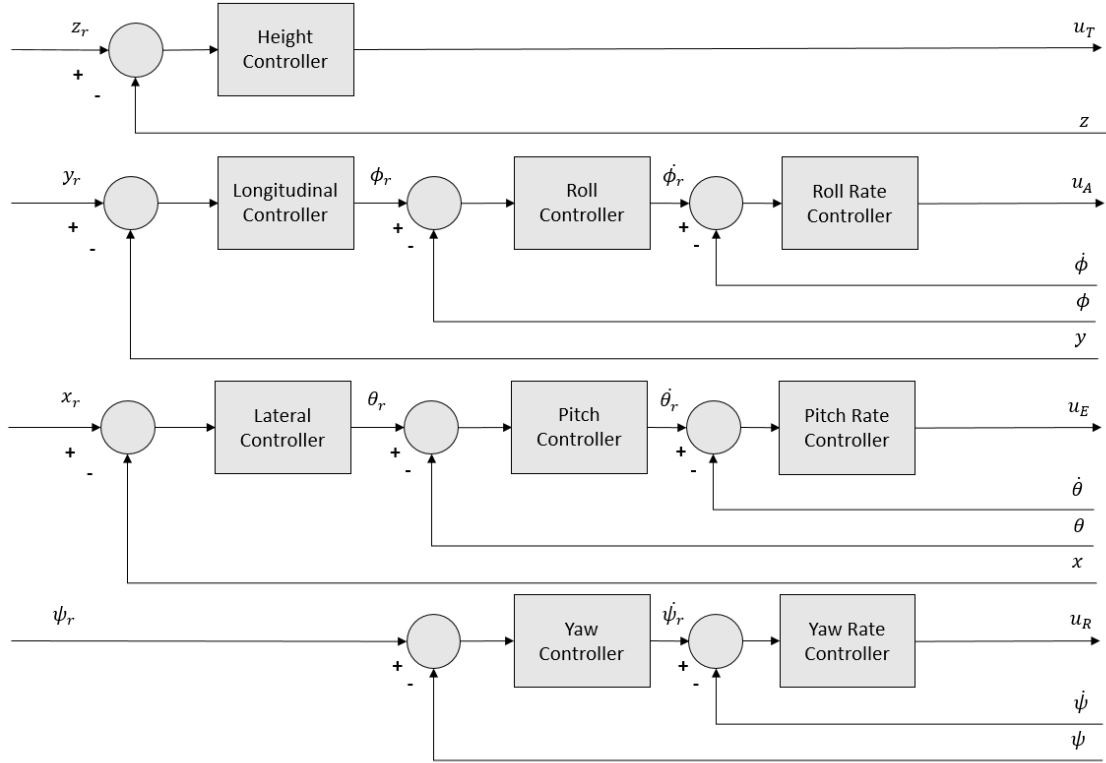 z_r
Height
Controller
u_T
+
-
z
y_r
Longitudinal
Controller
ϕ_r
Roll
Controller
ϕ̇_r
Roll Rate
Controller
u_A
+
-
+
-
+
-
ϕ̇
ϕ
y
x_r
Lateral
Controller
θ_r
Pitch
Controller
θ̇_r
Pitch Rate
Controller
u_E
+
-
+
-
+
-
θ̇
θ
x
ψ_r
Yaw
Controller
ψ̇_r
Yaw Rate
Controller
u_R
+
-
+
-
ψ̇
ψ